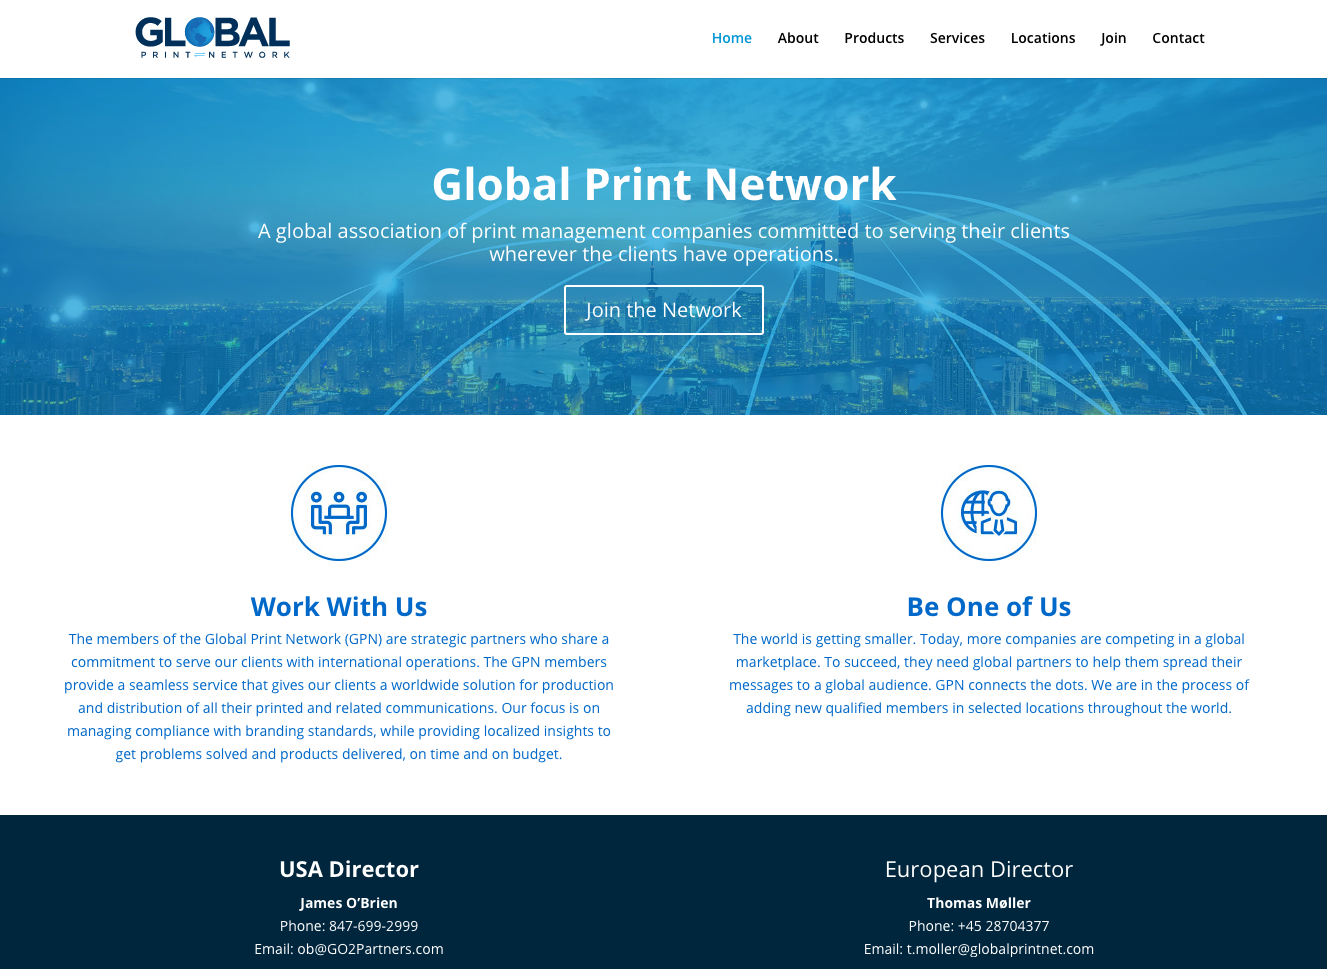 GLOBAL
PRINT NETWORK
Home About Products Services Locations Join Contact
Global Print Network
A global association of print management companies committed to serving their clients
wherever the clients have operations.
Join the Network
Work With Us
The members of the Global Print Network (GPN) are strategic partners who share a
commitment to serve our clients with international operations. The GPN members
provide a seamless service that gives our clients a worldwide solution for production
and distribution of all their printed and related communications. Our focus is on
managing compliance with branding standards, while providing localized insights to
get problems solved and products delivered, on time and on budget.
Be One of Us
The world is getting smaller. Today, more companies are competing in a global
marketplace. To succeed, they need global partners to help them spread their
messages to a global audience. GPN connects the dots. We are in the process of
adding new qualified members in selected locations throughout the world.
USA Director
James O’Brien
Phone: 847-699-2999
Email: ob@GO2Partners.com
European Director
Thomas Møller
Phone: +45 28704377
Email: t.moller@globalprintnet.com